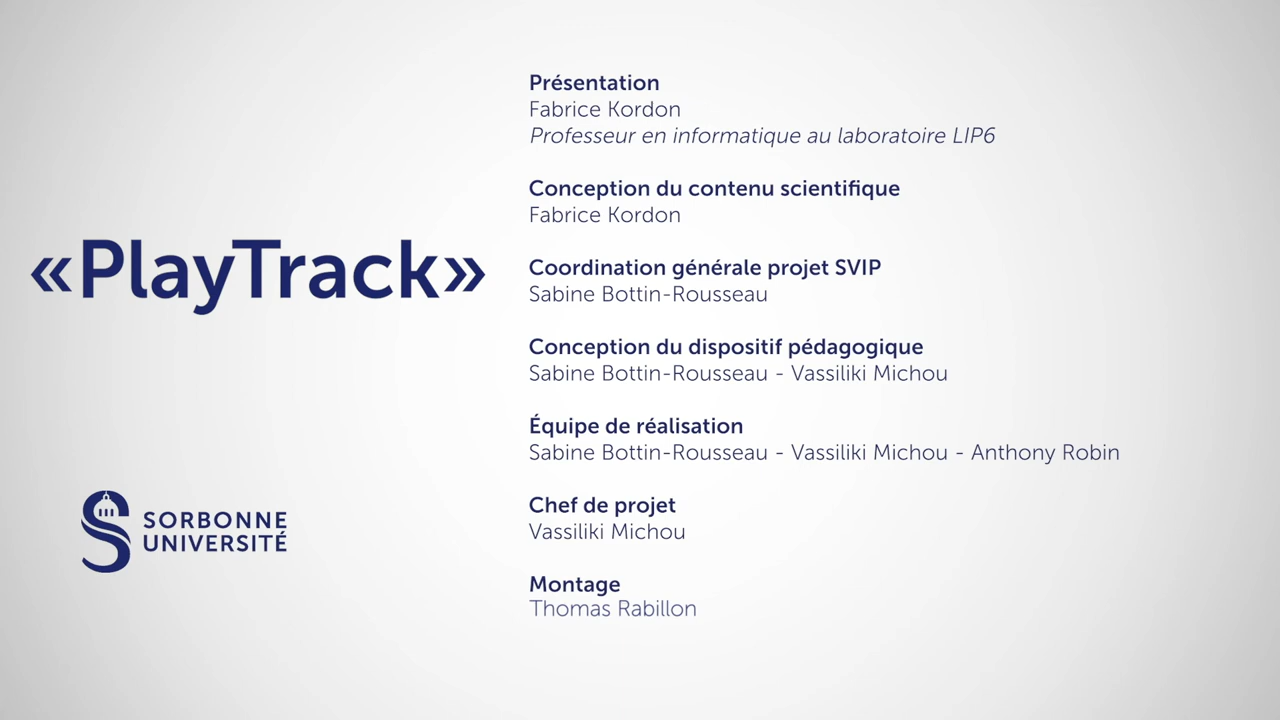 «PlayTrack»
SORBONNE
UNIVERSITÉ
Présentation
Fabrice Kordon
Professeur en informatique au laboratoire LIP6
Conception du contenu scientifique
Fabrice Kordon
Coordination générale projet SVIP
Sabine Bottin-Rousseau
Conception du dispositif pédagogique
Sabine Bottin-Rousseau - Vassiliki Michou
Équipe de réalisation
Sabine Bottin-Rousseau - Vassiliki Michou - Anthony Robin
Chef de projet
Vassiliki Michou
Montage
Thomas Rabillon